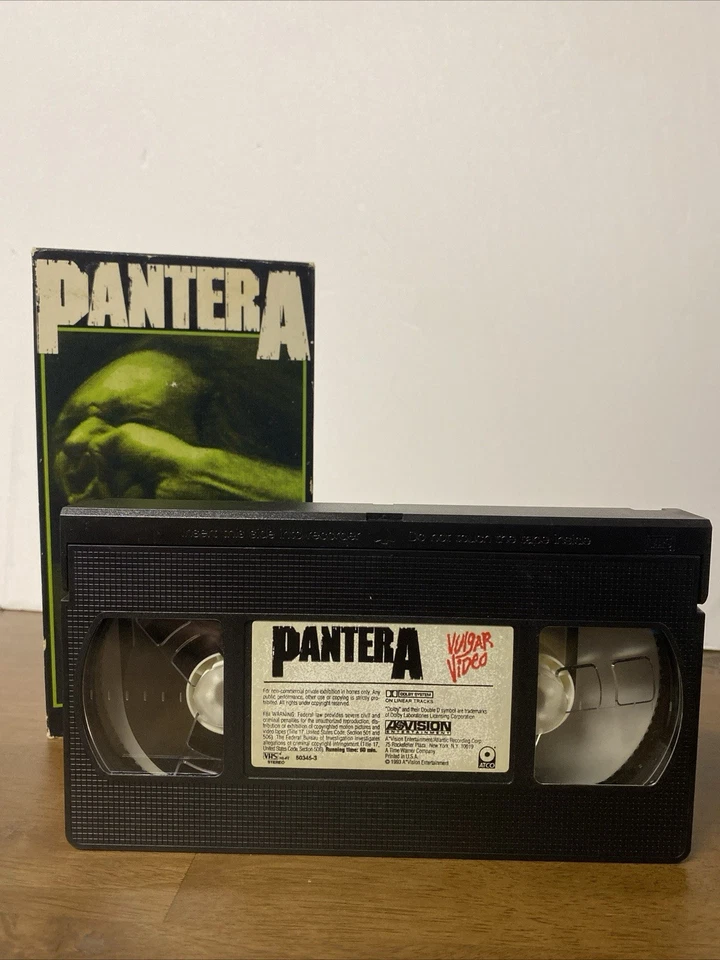 PANTERA
Insert this side into recorder
Do not touch the tape inside
PANTERA
VULGAR
VIDEO
For non-commercial private exhibition in homes only. Any
public performance, other use or copying is strictly pro-
hibited. All rights under copyright reserved.
FBI WARNING: Federal law provides severe civil and
criminal penalties for the unauthorized reproduction, dis-
tribution or exhibition of copyrighted motion pictures and
video tapes (Title 17, United States Code, Section 501 and
506). The Federal Bureau of Investigation investigates
allegations of criminal copyright infringement (Title 17,
United States Code, Section 506). Running Time: 60 min.
VHS HI-FI
STEREO
50345-3
DOLBY SYSTEM
ON LINEAR TRACKS
"Dolby" and their Double D symbol are trademarks
of Dolby Laboratories Licensing Corporation
A*VISION
ENTERTAINMENT
A*Vision Entertainment/Atlantic Recording Corp.
75 Rockefeller Plaza, New York, N.Y. 10019
A Time Warner Company
Printed in U.S.A.
© 1993 A*Vision Entertainment
ATCO